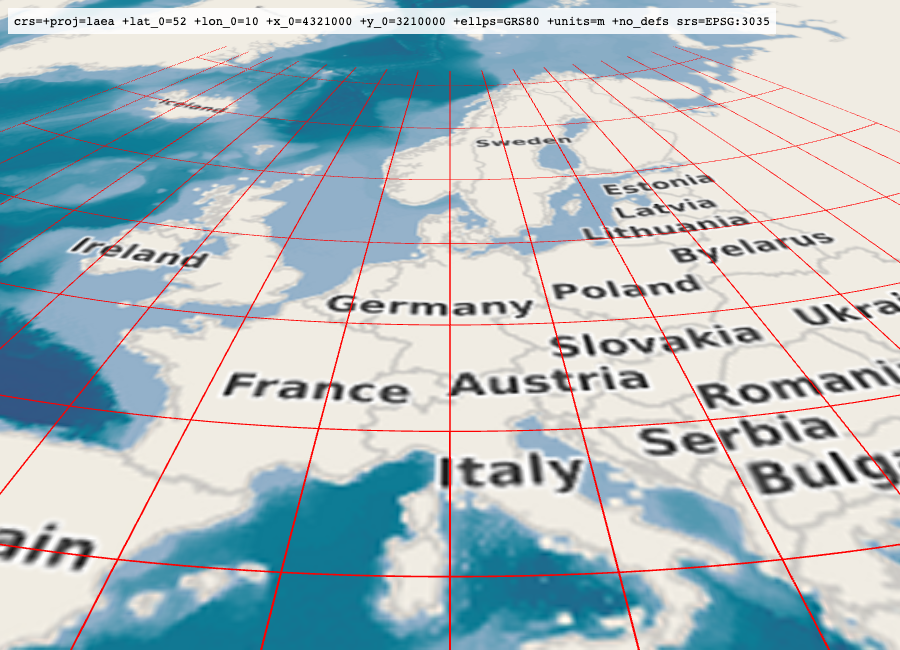 crs=+proj=laea +lat_0=52 +lon_0=10 +x_0=4321000 +y_0=3210000 +ellps=GRS80 +units=m +no_defs srs=EPSG:3035
Iceland
Sweden
Estonia
Latvia
Lithuania
Ireland
Byelarus
Poland
Germany
Ukrai
Slovakia
France
Austria
Romani
Serbia
Italy
Bulg
ain